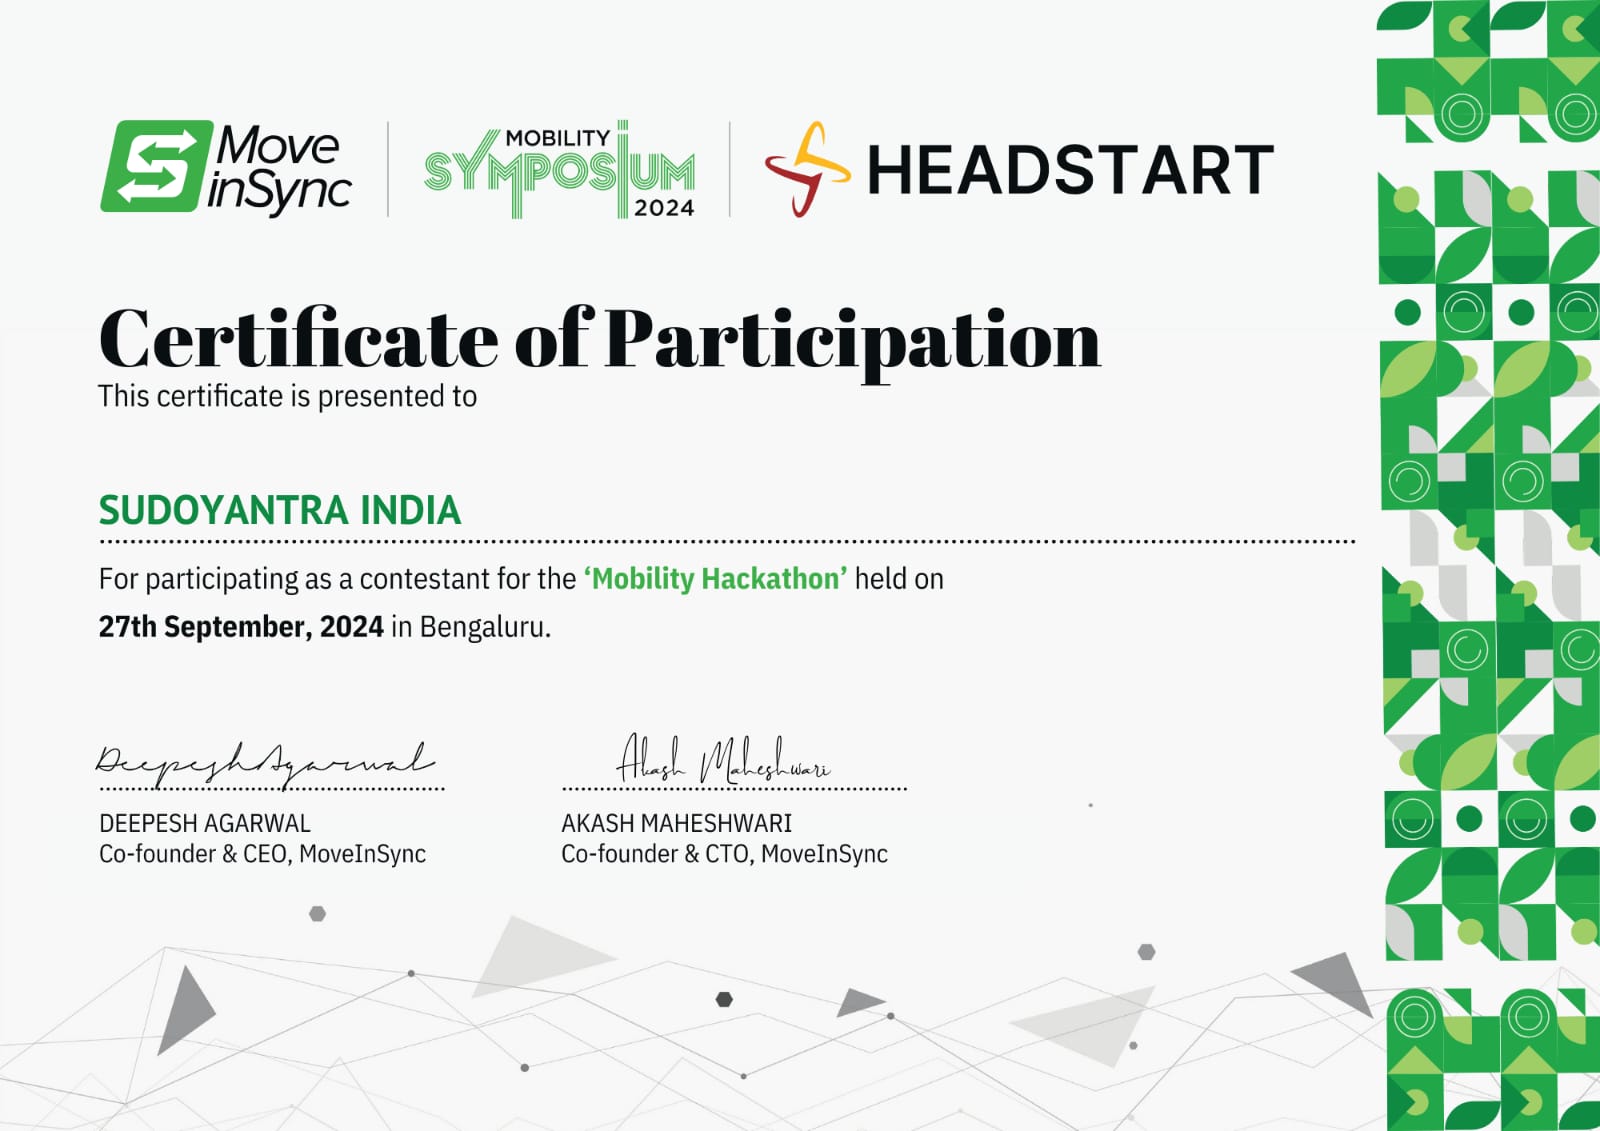 Move
inSync
MOBILITY
SYMPOSIUM
2024
HEADSTART
Certificate of Participation
This certificate is presented to
SUDOYANTRA INDIA
For participating as a contestant for the ‘Mobility Hackathon’ held on
27th September, 2024 in Bengaluru.
Deepesh Agarwal
Akash Maheshwari
DEEPESH AGARWAL
Co-founder & CEO, MoveInSync
AKASH MAHESHWARI
Co-founder & CTO, MoveInSync